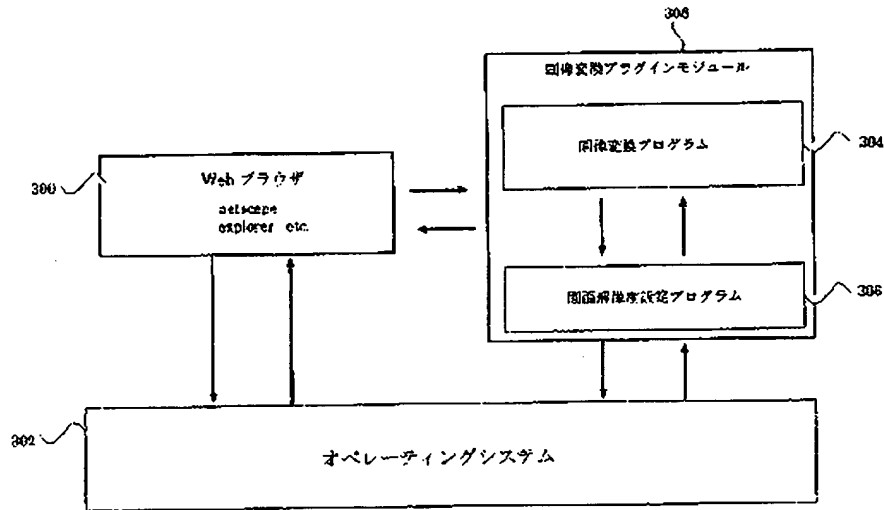 308
画像変換プラグインモジュール
画像変換プログラム
304
300
Web ブラウザ
netscape
explorer etc.
画面解像度設定プログラム
306
302
オペレーティングシステム